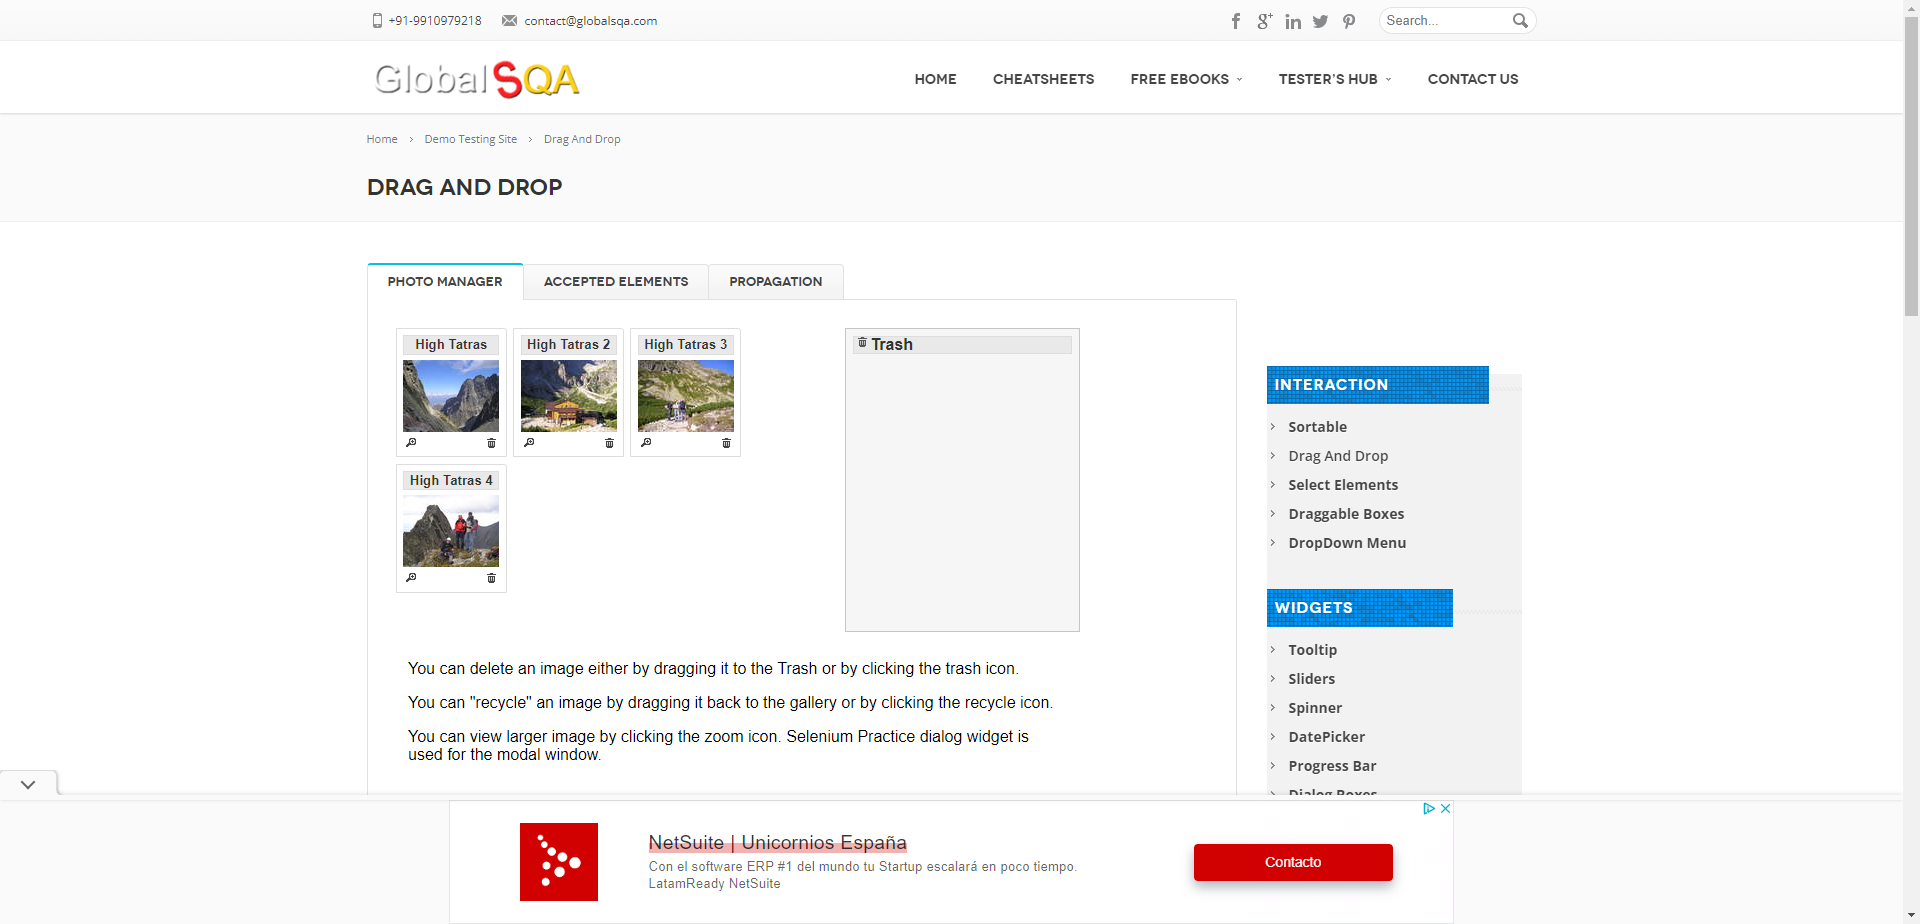 +91-9910979218 contact@globalsqa.com Search...
GlobalSQA
HOME CHEATSHEETS FREE EBOOKS TESTER'S HUB CONTACT US
Home › Demo Testing Site › Drag And Drop
DRAG AND DROP
PHOTO MANAGER ACCEPTED ELEMENTS PROPAGATION
High Tatras High Tatras 2 High Tatras 3
High Tatras 4
Trash
You can delete an image either by dragging it to the Trash or by clicking the trash icon.
You can "recycle" an image by dragging it back to the gallery or by clicking the recycle icon.
You can view larger image by clicking the zoom icon. Selenium Practice dialog widget is
used for the modal window.
INTERACTION
Sortable
Drag And Drop
Select Elements
Draggable Boxes
DropDown Menu
WIDGETS
Tooltip
Sliders
Spinner
DatePicker
Progress Bar
Dialog Boxes
NetSuite | Unicornios España
Con el software ERP #1 del mundo tu Startup escalará en poco tiempo.
LatamReady NetSuite
Contacto